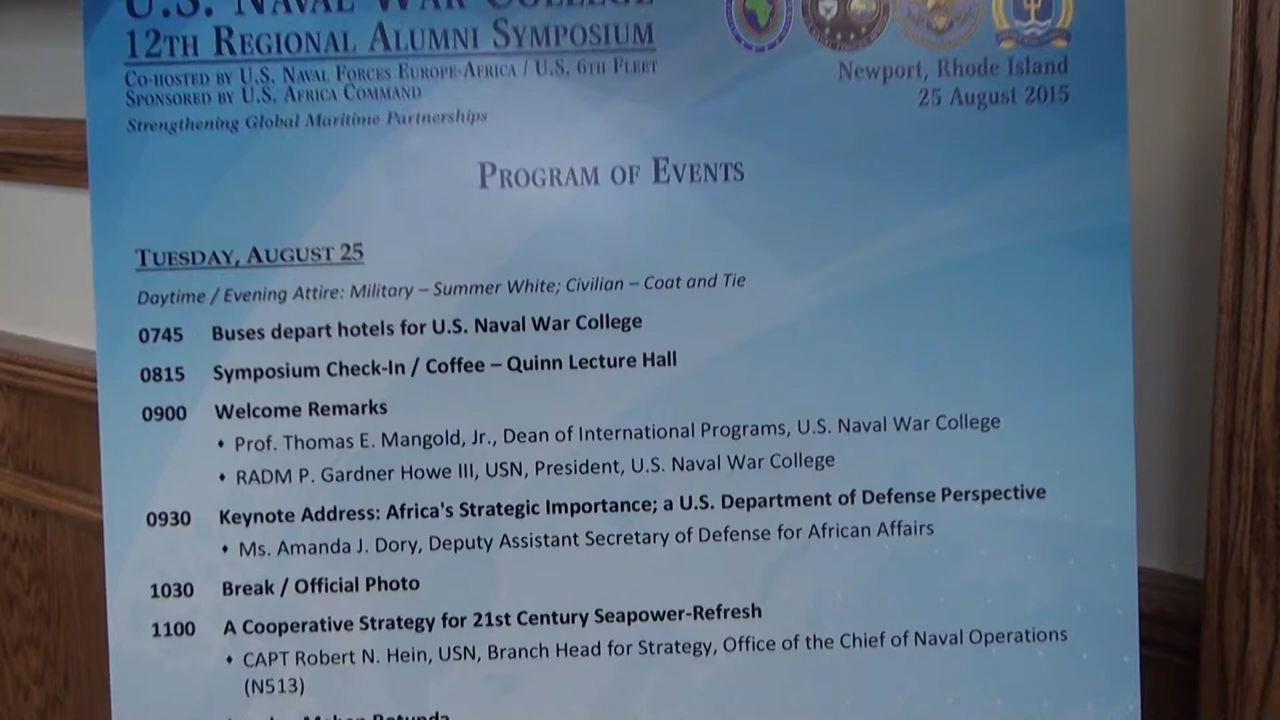 U.S. NAVAL WAR COLLEGE
12TH REGIONAL ALUMNI SYMPOSIUM
CO-HOSTED BY U.S. NAVAL FORCES EUROPE-AFRICA / U.S. 6TH FLEET
SPONSORED BY U.S. AFRICA COMMAND
Strengthening Global Maritime Partnerships
Newport, Rhode Island
25 August 2015
PROGRAM OF EVENTS
TUESDAY, AUGUST 25
Daytime / Evening Attire: Military – Summer White; Civilian – Coat and Tie
0745 Buses depart hotels for U.S. Naval War College
0815 Symposium Check-In / Coffee – Quinn Lecture Hall
0900 Welcome Remarks
• Prof. Thomas E. Mangold, Jr., Dean of International Programs, U.S. Naval War College
• RADM P. Gardner Howe III, USN, President, U.S. Naval War College
0930 Keynote Address: Africa's Strategic Importance; a U.S. Department of Defense Perspective
• Ms. Amanda J. Dory, Deputy Assistant Secretary of Defense for African Affairs
1030 Break / Official Photo
1100 A Cooperative Strategy for 21st Century Seapower-Refresh
• CAPT Robert N. Hein, USN, Branch Head for Strategy, Office of the Chief of Naval Operations
(N513)
Mahan Rotunda